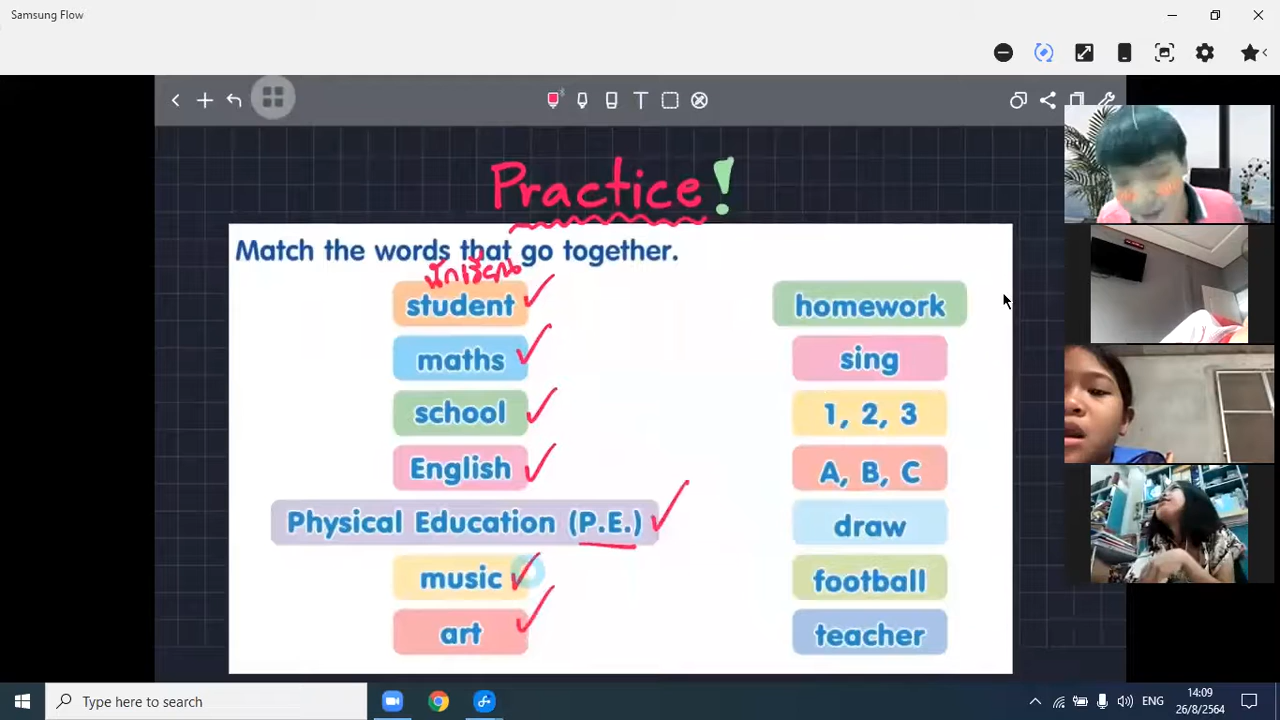 Samsung Flow
Practice!
Match the words that go together.
นักเรียน
student
homework
maths
sing
school
1, 2, 3
English
A, B, C
Physical Education (P.E.)
draw
music
football
art
teacher
Type here to search
ENG
14:09
26/8/2564